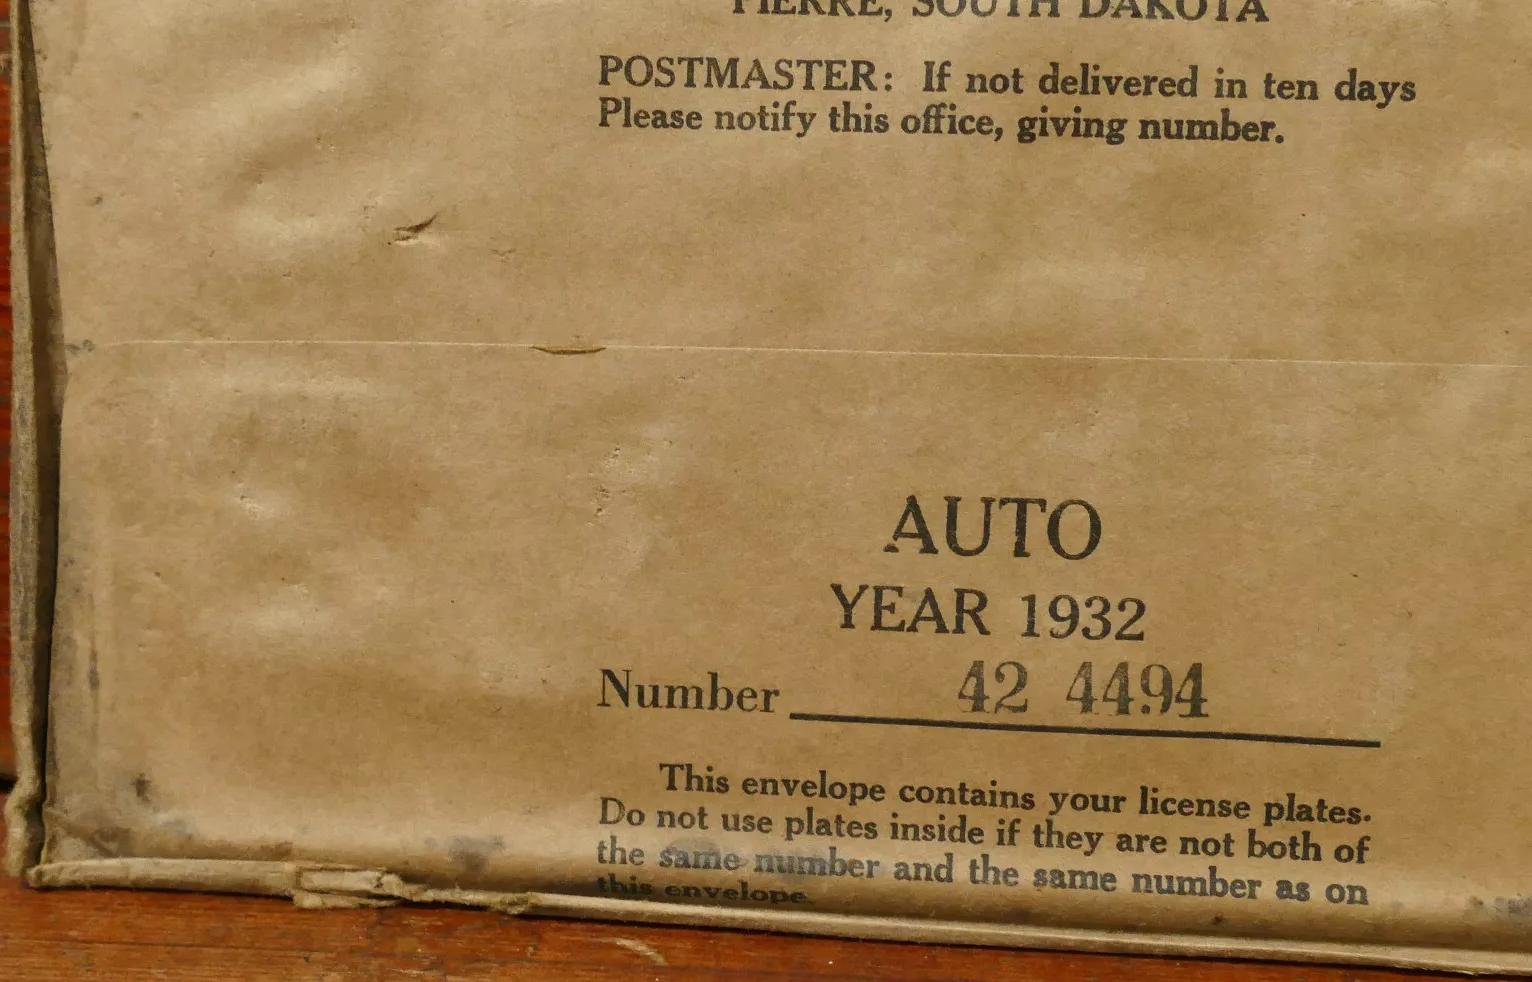 PIERRE, SOUTH DAKOTA
POSTMASTER: If not delivered in ten days
Please notify this office, giving number.
AUTO
YEAR 1932
Number 42 4494
This envelope contains your license plates.
Do not use plates inside if they are not both of
the same number and the same number as on
this envelope.